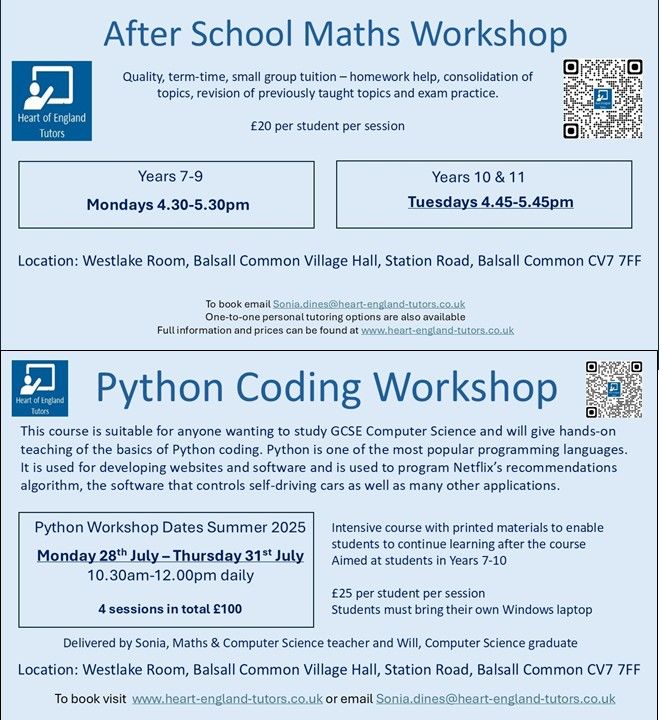 After School Maths Workshop
Heart of England
Tutors
Quality, term-time, small group tuition – homework help, consolidation of
topics, revision of previously taught topics and exam practice.
£20 per student per session
Years 7-9
Mondays 4.30-5.30pm
Years 10 & 11
Tuesdays 4.45-5.45pm
Location: Westlake Room, Balsall Common Village Hall, Station Road, Balsall Common CV7 7FF
To book email Sonia.dines@heart-england-tutors.co.uk
One-to-one personal tutoring options are also available
Full information and prices can be found at www.heart-england-tutors.co.uk
Heart of England
Tutors
Python Coding Workshop
This course is suitable for anyone wanting to study GCSE Computer Science and will give hands-on
teaching of the basics of Python coding. Python is one of the most popular programming languages.
It is used for developing websites and software and is used to program Netflix's recommendations
algorithm, the software that controls self-driving cars as well as many other applications.
Python Workshop Dates Summer 2025
Monday 28th July – Thursday 31st July
10.30am-12.00pm daily
4 sessions in total £100
Intensive course with printed materials to enable
students to continue learning after the course
Aimed at students in Years 7-10
£25 per student per session
Students must bring their own Windows laptop
Delivered by Sonia, Maths & Computer Science teacher and Will, Computer Science graduate
Location: Westlake Room, Balsall Common Village Hall, Station Road, Balsall Common CV7 7FF
To book visit www.heart-england-tutors.co.uk or email Sonia.dines@heart-england-tutors.co.uk